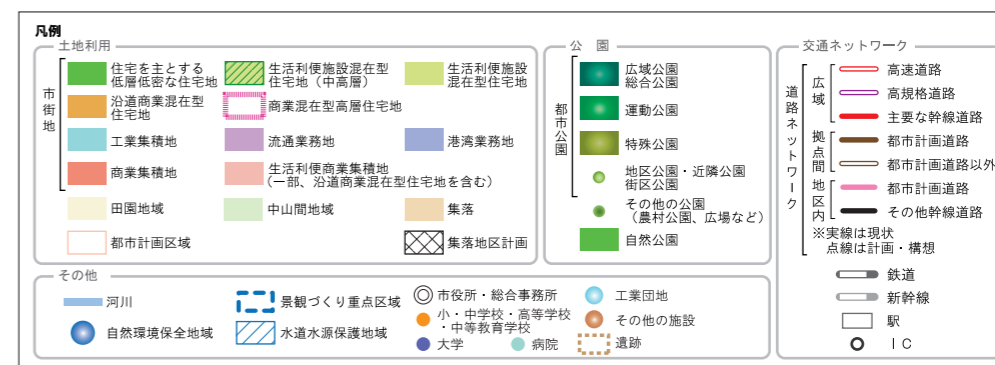 凡例
土地利用
市街地
住宅を主とする
低層低密な住宅地
生活利便施設混在型
住宅地（中高層）
生活利便施設
混在型住宅地
沿道商業混在型
住宅地
商業混在型高層住宅地
工業集積地
流通業務地
港湾業務地
商業集積地
生活利便商業集積地
（一部、沿道商業混在型住宅地を含む）
田園地域
中山間地域
集落
都市計画区域
集落地区計画
公　園
都市公園
広域公園
総合公園
運動公園
特殊公園
地区公園・近隣公園
街区公園
その他の公園
（農村公園、広場など）
自然公園
交通ネットワーク
道路ネットワーク
広域
高速道路
高規格道路
主要な幹線道路
拠点間
都市計画道路
都市計画道路以外
地区内
都市計画道路
その他幹線道路
※実線は現状
点線は計画・構想
鉄道
新幹線
駅
ＩＣ
その他
河川
景観づくり重点区域
市役所・総合事務所
工業団地
自然環境保全地域
水道水源保護地域
小・中学校・高等学校
・中等教育学校
その他の施設
大学
病院
遺跡